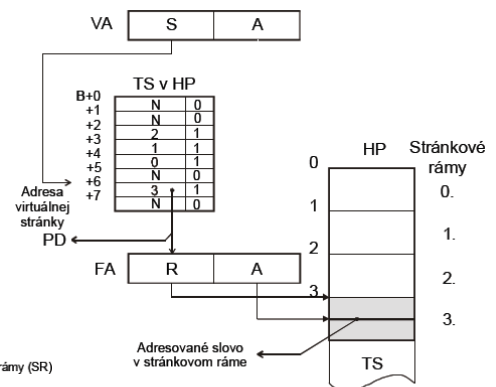 VA S A
TS v HP
B+0 N 0
+1 N 0
+2 2 1
+3 1 1
+4 0 1
+5 N 0
+6 3 1
+7 N 0
Adresa
virtuálnej
stránky
PD
FA R A
HP
Stránkové
rámy
0
0.
1
1.
2
2.
3
3.
TS
Adresované slovo
v stránkovom ráme
rámy (SR)